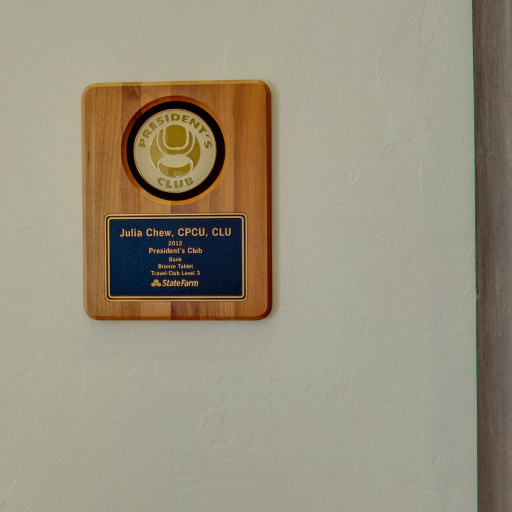 PRESIDENT'S
CLUB
Julia Chew, CPCU, CLU
2012
President's Club
Bank
Bronze Tablet
Travel-Club Level 3
StateFarm